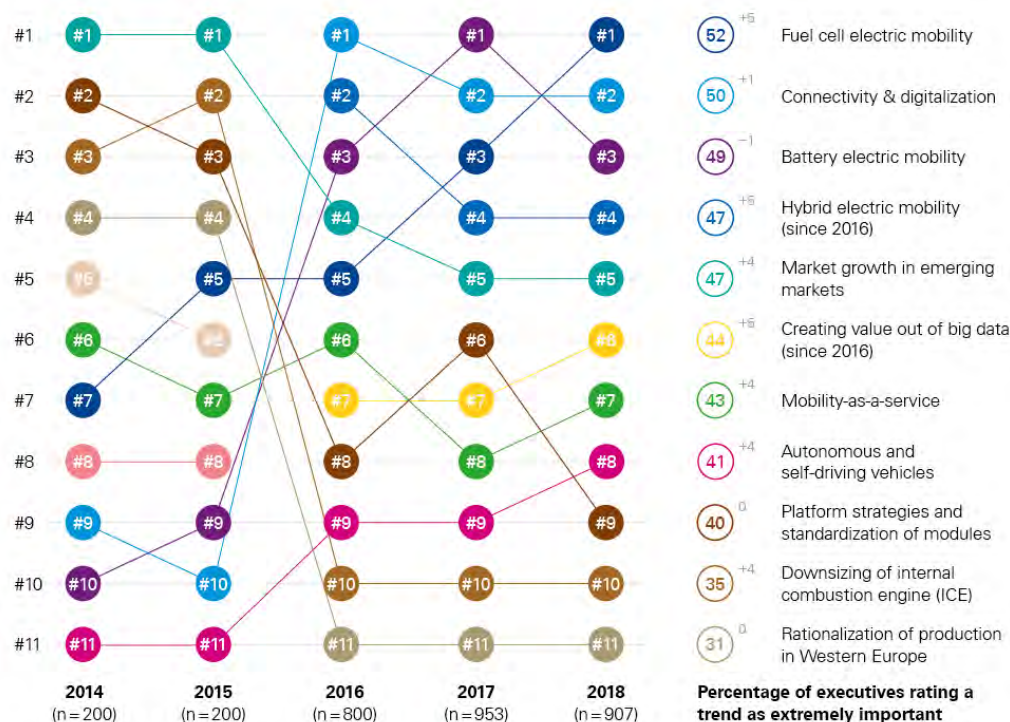 #1 #1 #1 #1 #1 #1 52 +5 Fuel cell electric mobility
#2 #2 #2 #2 #2 #2 50 +1 Connectivity & digitalization
#3 #3 #3 #3 #3 #3 49 -1 Battery electric mobility
#4 #4 #4 #4 #4 #4 47 Hybrid electric mobility
(since 2016)
#5 #5 #5 #5 #5 47 +4 Market growth in emerging
markets
#6 #6 #6 #6 #6 44 Creating value out of big data
(since 2016)
#7 #7 #7 #7 #7 #7 43 +4 Mobility-as-a-service
#8 #8 #8 #8 #8 #8 41 +4 Autonomous and
self-driving vehicles
#9 #9 #9 #9 #9 #9 40 0 Platform strategies and
standardization of modules
#10 #10 #10 #10 #10 #10 35 +4 Downsizing of internal
combustion engine (ICE)
#11 #11 #11 #11 #11 #11 31 0 Rationalization of production
in Western Europe
2014 2015 2016 2017 2018 Percentage of executives rating a
(n=200) (n=200) (n=800) (n=953) (n=907) trend as extremely important